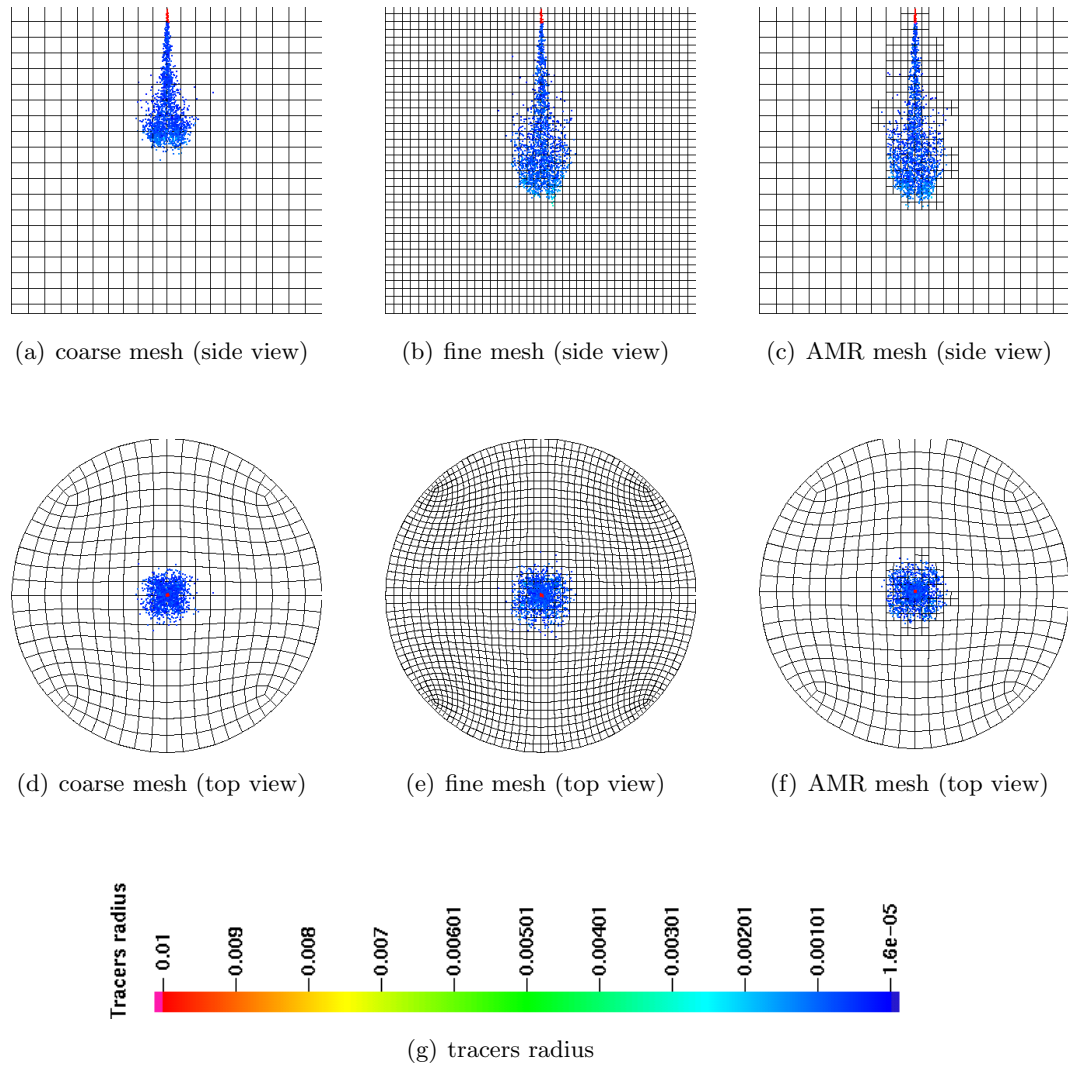 (a) coarse mesh (side view)
(b) fine mesh (side view)
(c) AMR mesh (side view)
(d) coarse mesh (top view)
(e) fine mesh (top view)
(f) AMR mesh (top view)
Tracers radius
0.01
0.009
0.008
0.007
0.00601
0.00501
0.00401
0.00301
0.00201
0.00101
1.6e-05
(g) tracers radius